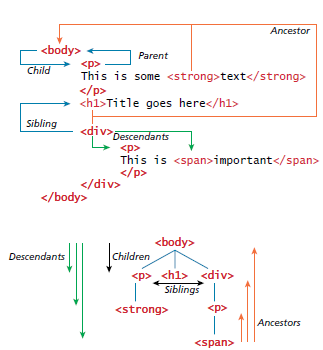 Ancestor
<body>
<p> Parent
Child
This is some <strong>text</strong>
</p>
<h1>Title goes here</h1>
Sibling
<div>
Descendants
<p>
This is <span>important</span>
</p>
</div>
</body>
<body>
Descendants Children
<p> <h1> <div>
Siblings
<strong> <p>
Ancestors
<span>